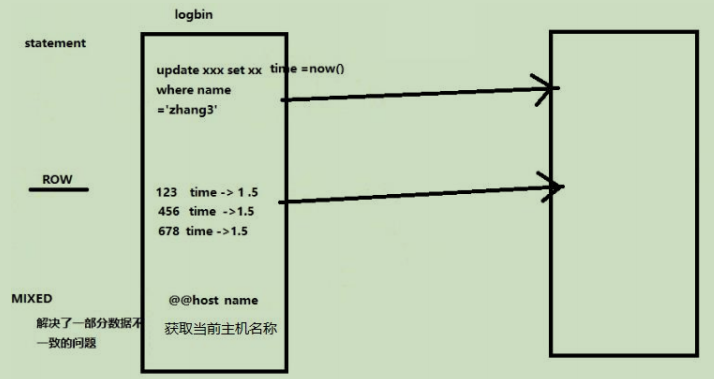 logbin
statement
update xxx set xx time =now()
where name
='zhang3'
ROW
123 time -> 1.5
456 time ->1.5
678 time ->1.5
MIXED
@@host name
解决了一部分数据不
获取当前主机名称
一致的问题